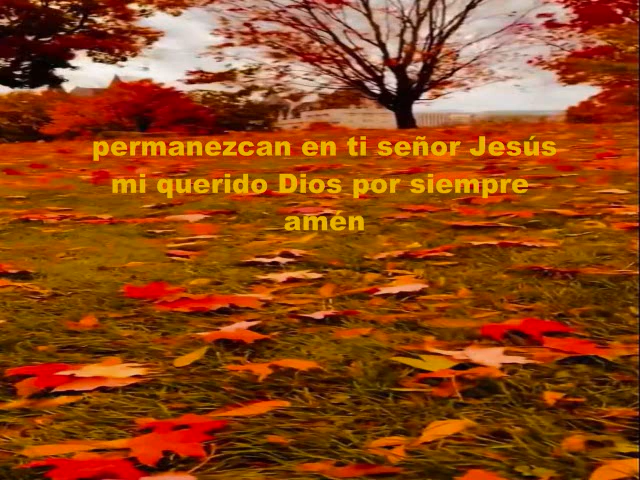 permanezcan en ti señor Jesús
mi querido Dios por siempre
amén